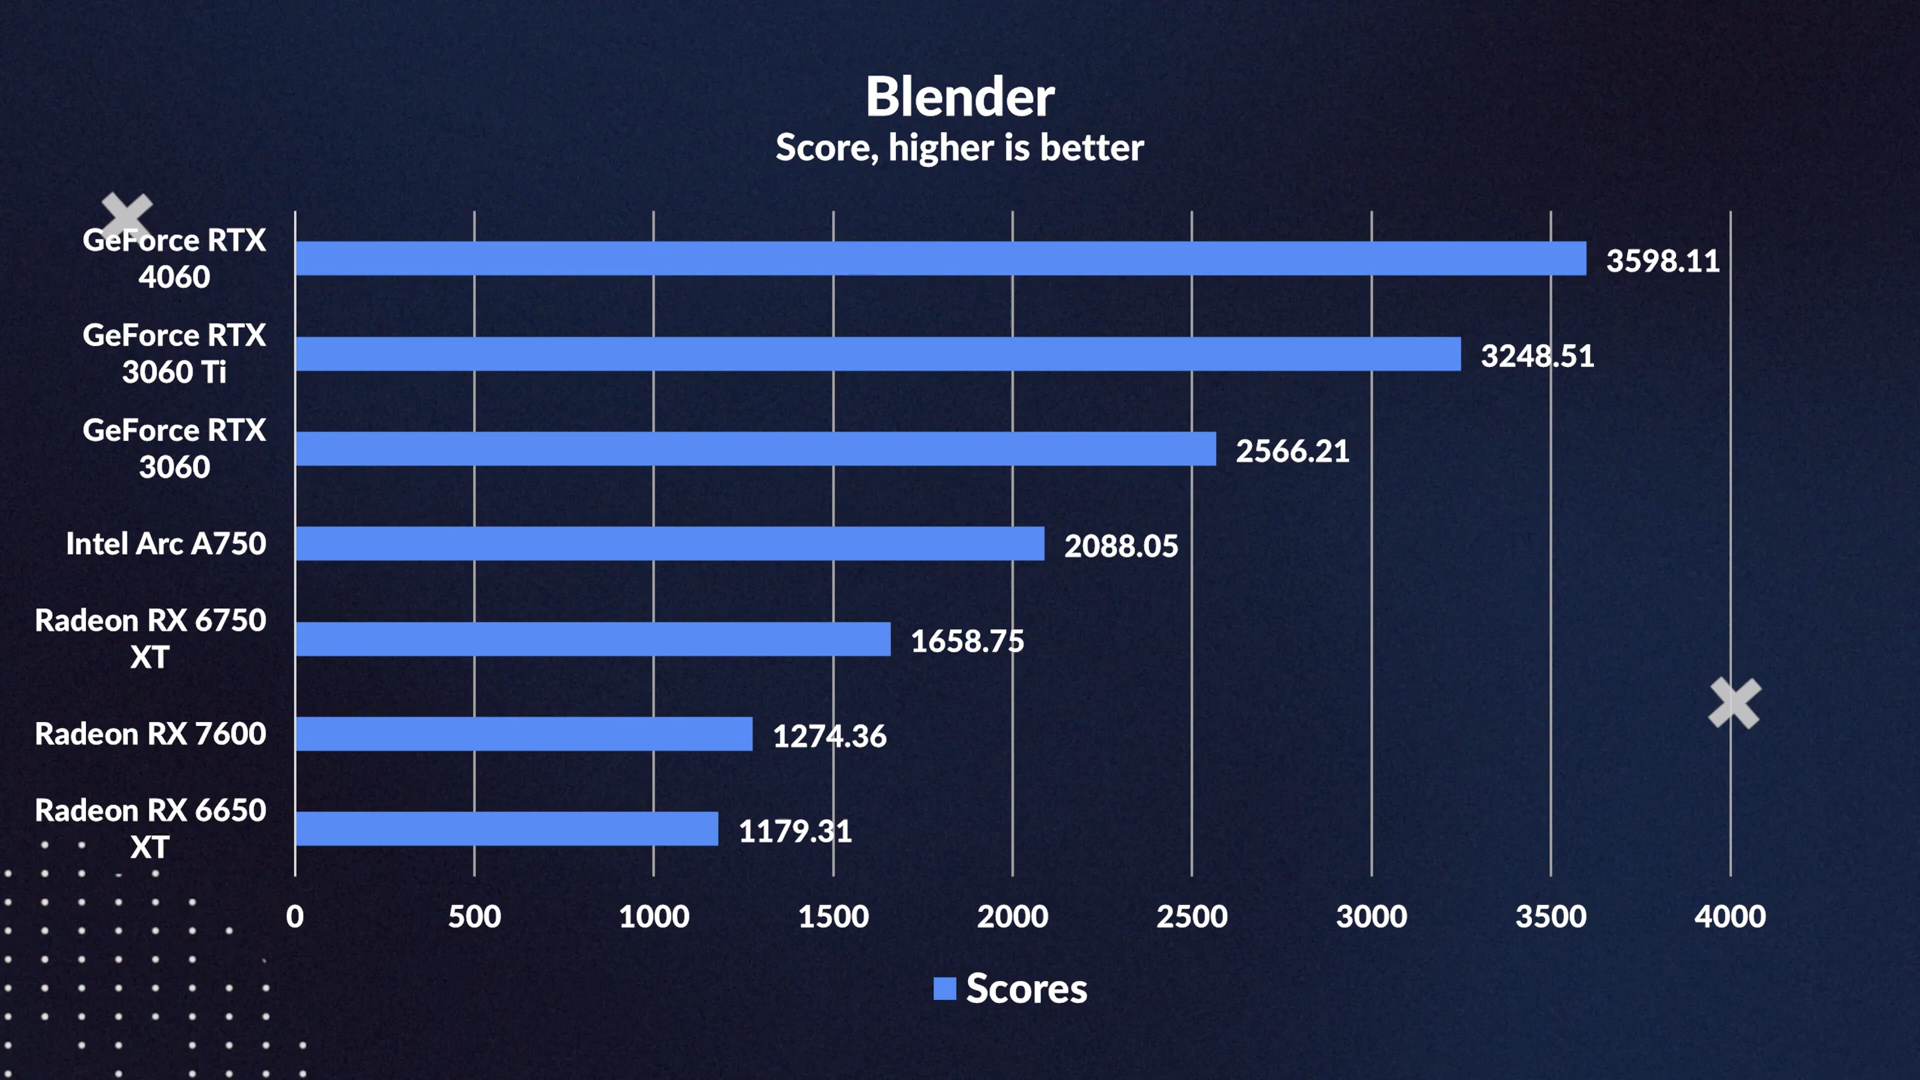 Blender
Score, higher is better
GeForce RTX
4060
3598.11
GeForce RTX
3060 Ti
3248.51
GeForce RTX
3060
2566.21
Intel Arc A750
2088.05
Radeon RX 6750
XT
1658.75
Radeon RX 7600
1274.36
Radeon RX 6650
XT
1179.31
0 500 1000 1500 2000 2500 3000 3500 4000
Scores